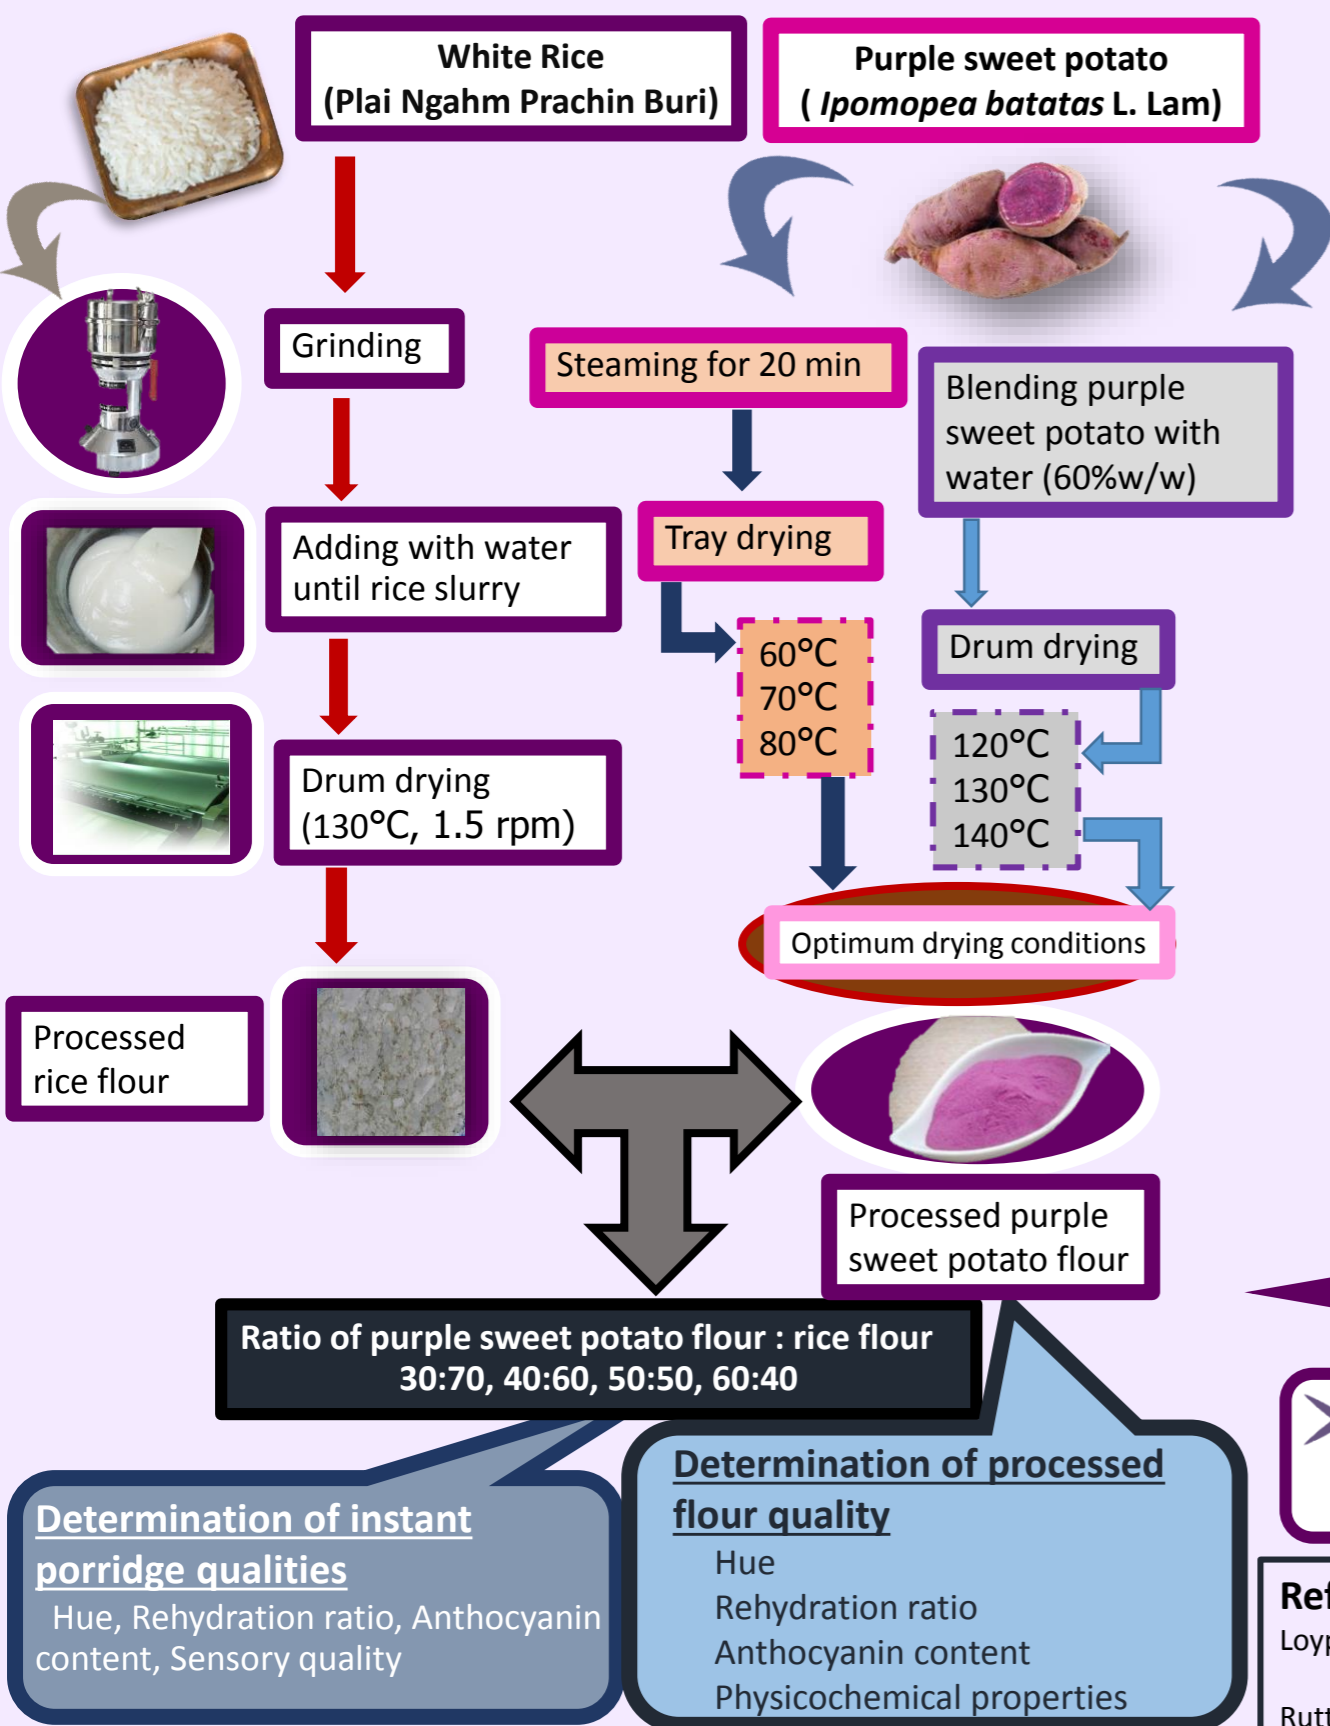 White Rice
(Plai Ngahm Prachin Buri)
Purple sweet potato
( Ipomopea batatas L. Lam)
Grinding
Adding with water
until rice slurry
Drum drying
(130°C, 1.5 rpm)
Processed
rice flour
Steaming for 20 min
Tray drying
60°C
70°C
80°C
Blending purple
sweet potato with
water (60%w/w)
Drum drying
120°C
130°C
140°C
Optimum drying conditions
Processed purple
sweet potato flour
Ratio of purple sweet potato flour : rice flour
30:70, 40:60, 50:50, 60:40
Determination of instant
porridge qualities
Hue, Rehydration ratio, Anthocyanin
content, Sensory quality
Determination of processed
flour quality
Hue
Rehydration ratio
Anthocyanin content
Physicochemical properties